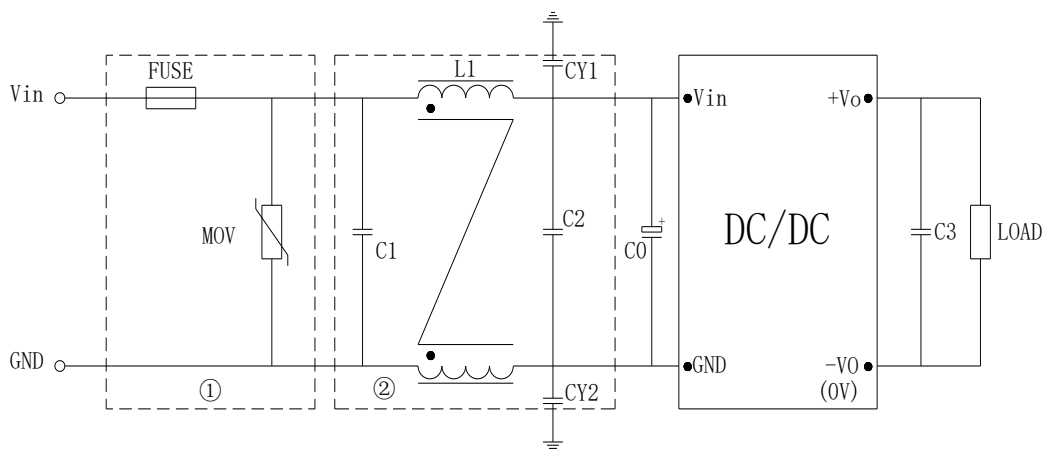 FUSE
L1
CY1
Vin
Vin
+Vo
MOV
C1
C2
C0
+
DC/DC
C3
LOAD
GND
GND
-VO
(0V)
①
②
CY2